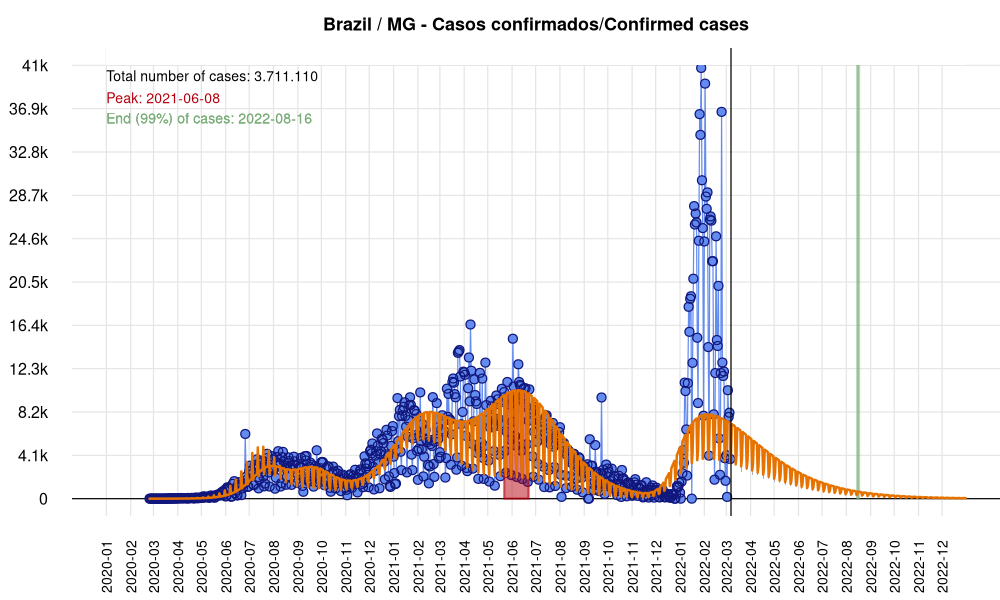 Brazil / MG - Casos confirmados/Confirmed cases
41k
Total number of cases: 3.711.110
Peak: 2021-06-08
36.9k
End (99%) of cases: 2022-08-16
32.8k
28.7k
24.6k
20.5k
16.4k
12.3k
8.2k
4.1k
0
2020-01
2020-02
2020-03
2020-04
2020-05
2020-06
2020-07
2020-08
2020-09
2020-10
2020-11
2020-12
2021-01
2021-02
2021-03
2021-04
2021-05
2021-06
2021-07
2021-08
2021-09
2021-10
2021-11
2021-12
2022-01
2022-02
2022-03
2022-04
2022-05
2022-06
2022-07
2022-08
2022-09
2022-10
2022-11
2022-12